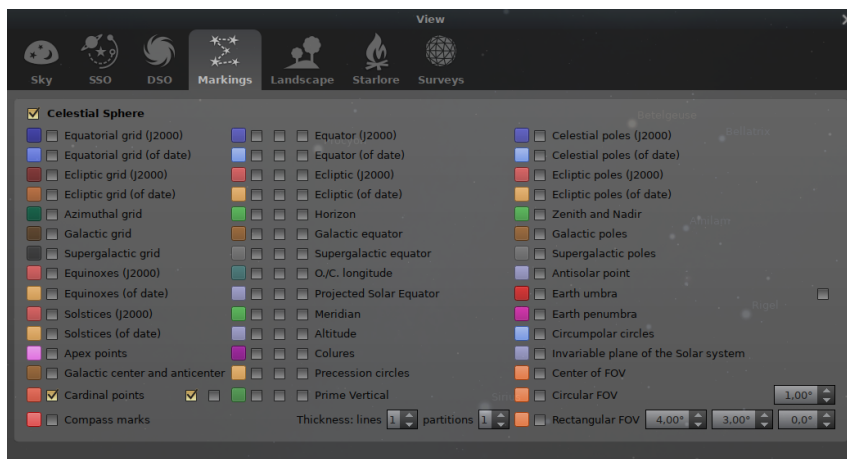 View
Sky SSO DSO Markings Landscape Starlore Surveys
Celestial Sphere
Betelgeuse
Bellatrix
Equatorial grid (J2000) Equator (J2000) Celestial poles (J2000)
Equatorial grid (of date) Equator (of date) Celestial poles (of date)
Ecliptic grid (J2000) Ecliptic (J2000) Ecliptic poles (J2000)
Ecliptic grid (of date) Ecliptic (of date) Ecliptic poles (of date)
Azimuthal grid Horizon Zenith and Nadir
Galactic grid Galactic equator Galactic poles
Supergalactic grid Supergalactic equator Supergalactic poles
Equinoxes (J2000) O./C. longitude Antisolar point
Equinoxes (of date) Projected Solar Equator Earth umbra
Rigel
Solstices (J2000) Meridian Earth penumbra
Solstices (of date) Altitude Circumpolar circles
Apex points Colures Invariable plane of the Solar system
Galactic center and anticenter Precession circles Center of FOV
Cardinal points Prime Vertical Circular FOV 1,00°
Compass marks Thickness: lines 1 partitions 1 Rectangular FOV 4,00° 3,00° 0,0°